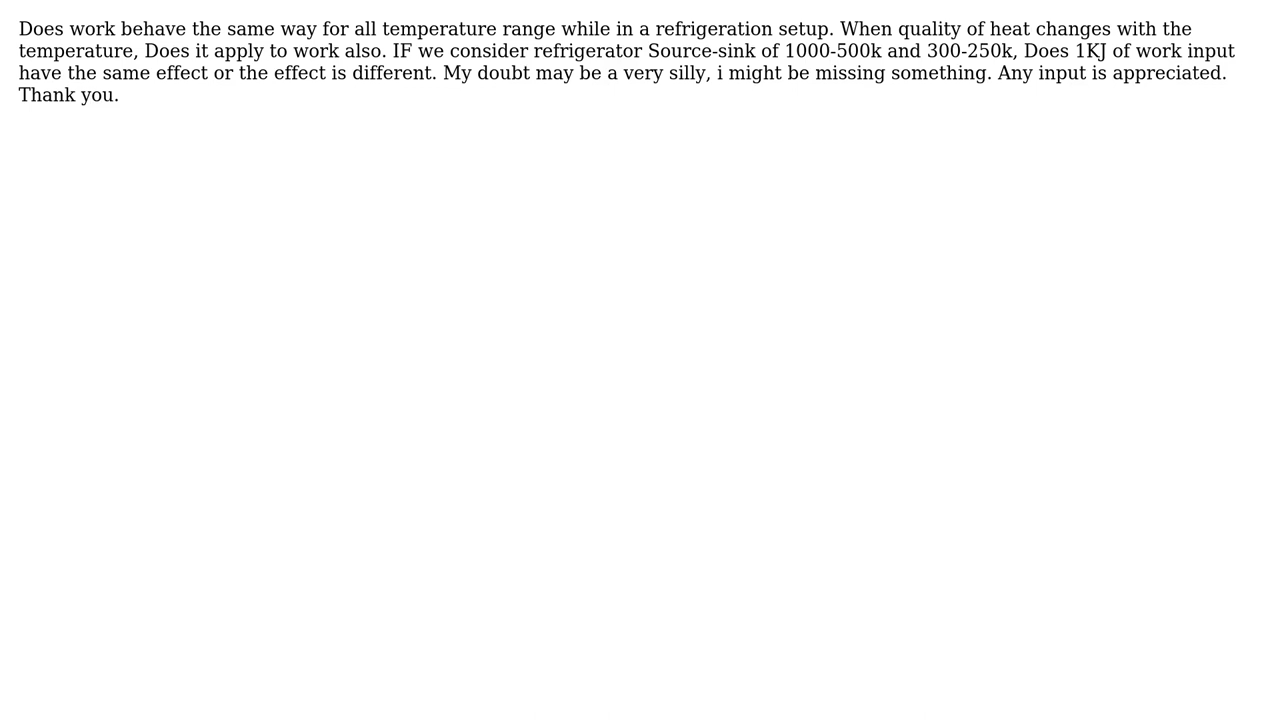 Does work behave the same way for all temperature range while in a refrigeration setup. When quality of heat changes with the
temperature, Does it apply to work also. IF we consider refrigerator Source-sink of 1000-500k and 300-250k, Does 1KJ of work input
have the same effect or the effect is different. My doubt may be a very silly, i might be missing something. Any input is appreciated.
Thank you.